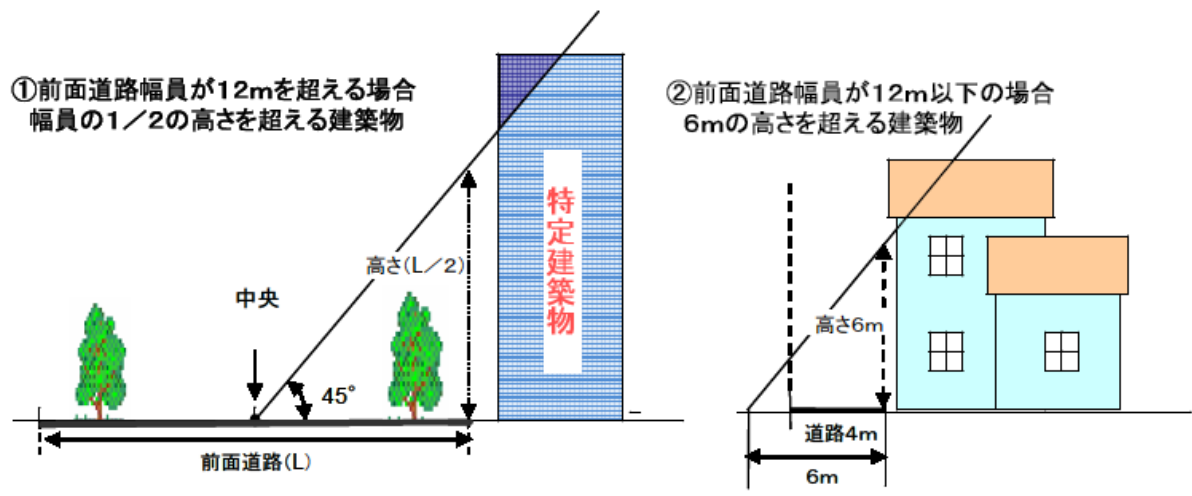 ①前面道路幅員が12mを超える場合
幅員の1/2の高さを超える建築物
特定建築物
高さ(L/2)
中央
45°
前面道路(L)
②前面道路幅員が12m以下の場合
6mの高さを超える建築物
高さ6m
道路4m
6m